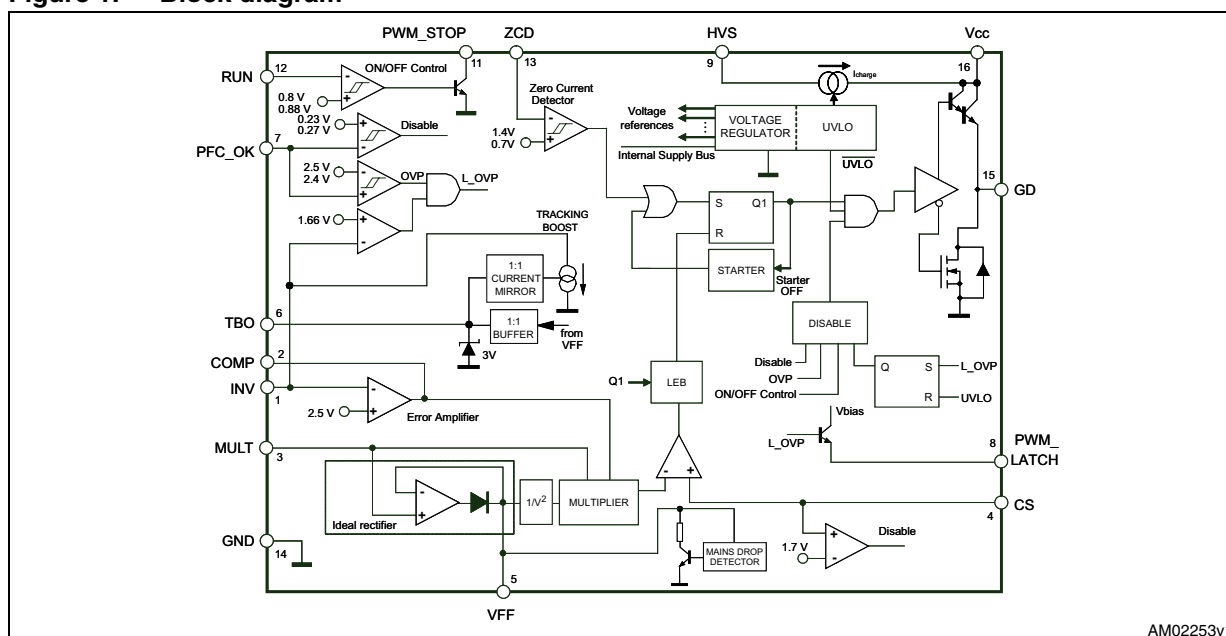 Figure 1. Block diagram
PWM_STOP
ZCD
HVS
Vcc
11
13
9
16
RUN
12
ON/OFF Control
-
+
0.8 V
0.88 V
0.23 V
0.27 V
+
-
Disable
7
PFC_OK
2.5 V
2.4 V
-
+
OVP
L_OVP
1.66 V
+
-
Zero Current
Detector
1.4V
0.7V
-
+
Icharge
Voltage
references
VOLTAGE
REGULATOR
UVLO
Internal Supply Bus
UVLO
15
GD
S
Q1
R
STARTER
Starter
OFF
TRACKING
BOOST
1:1
CURRENT
MIRROR
1:1
BUFFER
from
VFF
3V
TBO
6
COMP
2
INV
1
-
+
2.5 V
Error Amplifier
DISABLE
Disable
OVP
ON/OFF Control
Q
S
R
L_OVP
UVLO
Q1
LEB
Vbias
L_OVP
8
PWM_
LATCH
MULT
3
-
+
Ideal rectifier
1/V2
MULTIPLIER
-
+
CS
4
GND
14
MAINS DROP
DETECTOR
1.7 V
+
-
Disable
5
VFF
AM02253v